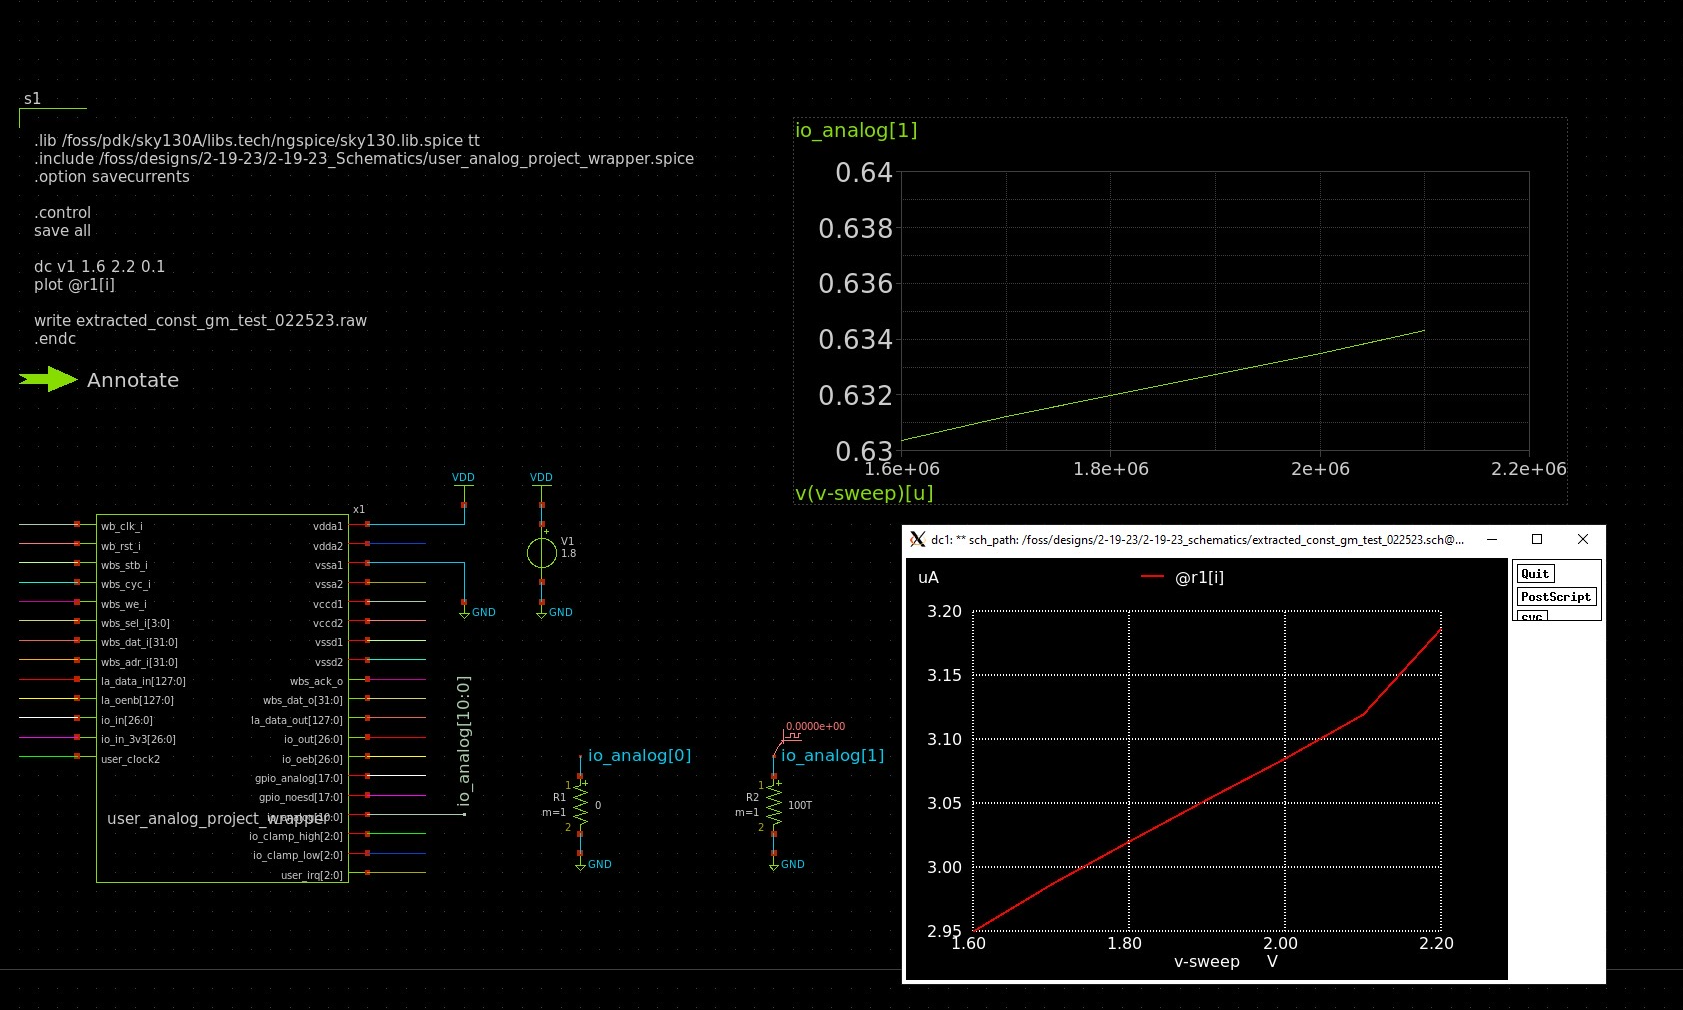 s1
.lib /foss/pdk/sky130A/libs.tech/ngspice/sky130.lib.spice tt
.include /foss/designs/2-19-23/2-19-23_Schematics/user_analog_project_wrapper.spice
.option savecurrents
.control
save all
dc v1 1.6 2.2 0.1
plot @r1[i]
write extracted_const_gm_test_022523.raw
.endc
Annotate
io_analog[1]
0.64
0.638
0.636
0.634
0.632
0.63
1.6e+06 1.8e+06 2e+06 2.2e+06
v(v-sweep)[u]
x1
wb_clk_i
wb_rst_i
wbs_stb_i
wbs_cyc_i
wbs_we_i
wbs_sel_i[3:0]
wbs_dat_i[31:0]
wbs_adr_i[31:0]
la_data_in[127:0]
la_oenb[127:0]
io_in[26:0]
io_in_3v3[26:0]
user_clock2
user_analog_project_wrapper
vdda1
vdda2
vssa1
vssa2
vccd1
vccd2
vssd1
vssd2
wbs_ack_o
wbs_dat_o[31:0]
la_data_out[127:0]
io_out[26:0]
io_oeb[26:0]
gpio_analog[17:0]
gpio_noesd[17:0]
io_clamp_high[2:0]
io_clamp_low[2:0]
user_irq[2:0]
VDD
GND
VDD
+
V1
1.8
GND
io_analog[10:0]
io_analog[0]
1 +
R1
m=1
0
2
GND
0.0000e+00
io_analog[1]
1 +
R2
m=1
100T
2
GND
dc1: ** sch_path: /foss/designs/2-19-23/2-19-23_schematics/extracted_const_gm_test_022523.sch@...
Quit
PostScript
SVG
uA
@r1[i]
3.20
3.15
3.10
3.05
3.00
2.95
1.60 1.80 2.00 2.20
v-sweep V